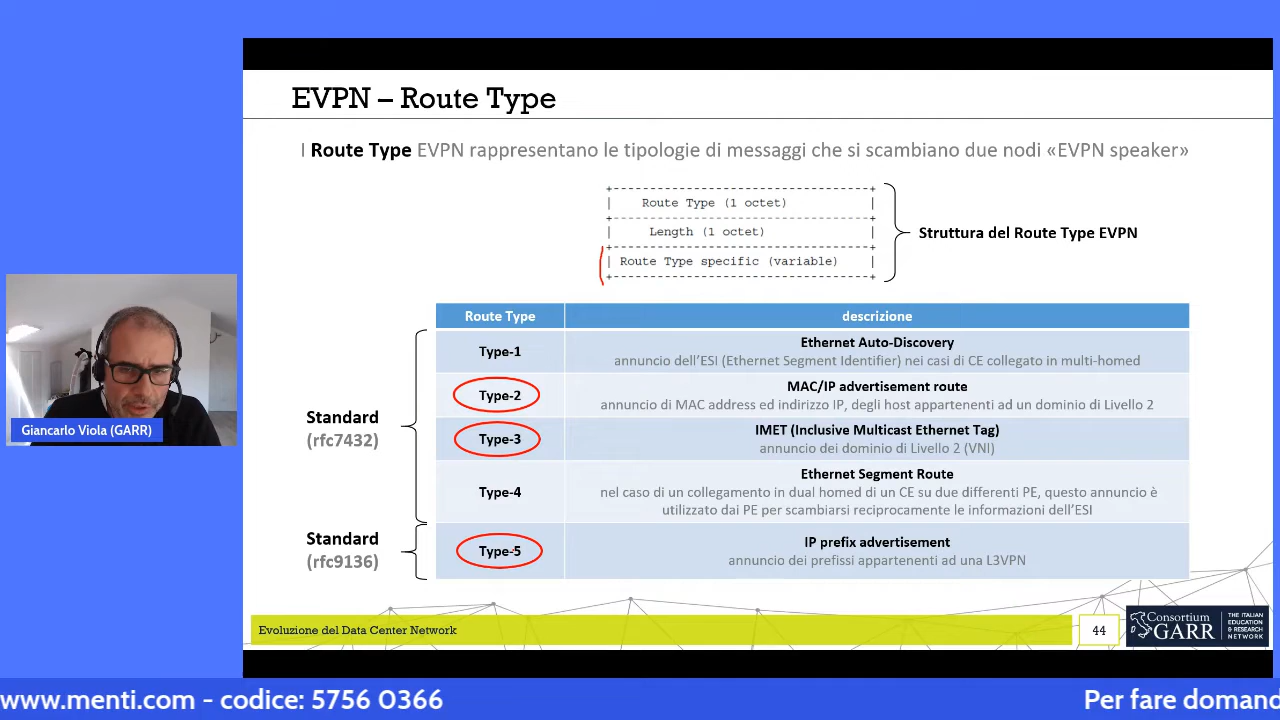 EVPN – Route Type
I Route Type EVPN rappresentano le tipologie di messaggi che si scambiano due nodi «EVPN speaker»
Route Type (1 octet)
Length (1 octet)
Route Type specific (variable)
Struttura del Route Type EVPN
Route Type
descrizione
Type-1
Ethernet Auto-Discovery
annuncio dell'ESI (Ethernet Segment Identifier) nei casi di CE collegato in multi-homed
Type-2
MAC/IP advertisement route
annuncio di MAC address ed indirizzo IP, degli host appartenenti ad un dominio di Livello 2
Standard
(rfc7432)
Type-3
IMET (Inclusive Multicast Ethernet Tag)
annuncio dei dominio di Livello 2 (VNI)
Type-4
Ethernet Segment Route
nel caso di un collegamento in dual homed di un CE su due differenti PE, questo annuncio è
utilizzato dai PE per scambiarsi reciprocamente le informazioni dell'ESI
Standard
(rfc9136)
Type-5
IP prefix advertisement
annuncio dei prefissi appartenenti ad una L3VPN
Giancarlo Viola (GARR)
Evoluzione del Data Center Network
44
Consortium
GARR
THE ITALIAN
EDUCATION
& RESEARCH
NETWORK
www.menti.com - codice: 5756 0366
Per fare domand